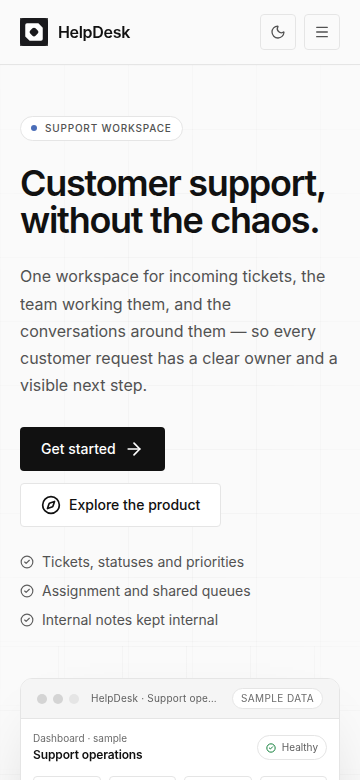 HelpDesk
SUPPORT WORKSPACE
Customer support,
without the chaos.
One workspace for incoming tickets, the
team working them, and the
conversations around them — so every
customer request has a clear owner and a
visible next step.
Get started
Explore the product
Tickets, statuses and priorities
Assignment and shared queues
Internal notes kept internal
HelpDesk · Support ope...
SAMPLE DATA
Dashboard · sample
Support operations
Healthy